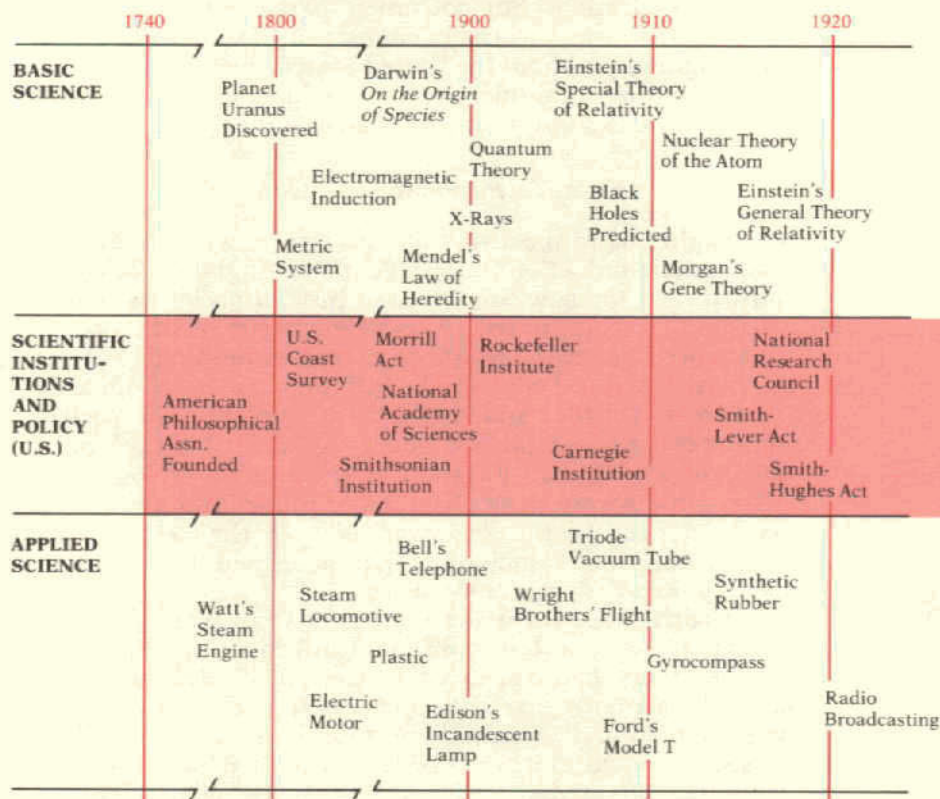 1740
1800
1900
1910
1920
BASIC
SCIENCE
Planet
Uranus
Discovered
Darwin's
On the Origin
of Species
Einstein's
Special Theory
of Relativity
Quantum
Theory
Nuclear Theory
of the Atom
Electromagnetic
Induction
Black
Holes
Predicted
Einstein's
General Theory
of Relativity
X-Rays
Metric
System
Mendel's
Law of
Heredity
Morgan's
Gene Theory
SCIENTIFIC
INSTITU-
TIONS
AND
POLICY
(U.S.)
U.S.
Coast
Survey
Morrill
Act
Rockefeller
Institute
National
Research
Council
American
Philosophical
Assn.
Founded
National
Academy
of Sciences
Smith-
Lever Act
Smithsonian
Institution
Carnegie
Institution
Smith-
Hughes Act
APPLIED
SCIENCE
Bell's
Telephone
Triode
Vacuum Tube
Watt's
Steam
Engine
Steam
Locomotive
Wright
Brothers' Flight
Synthetic
Rubber
Plastic
Gyrocompass
Electric
Motor
Edison's
Incandescent
Lamp
Ford's
Model T
Radio
Broadcasting